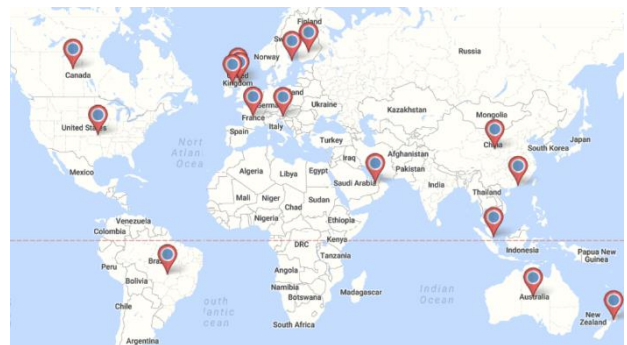 Finland
Norway
Russia
Canada
Kingdom
Ukraine
France
Kazakhstan
Mongolia
United States
Italy
Spain
Turkey
China
South Korea
Japan
North
Atlantic
Ocean
Iraq
Afghanistan
Pakistan
Algeria
Libya
Egypt
Saudi Arabia
India
Mexico
Mali
Niger
Sudan
Chad
Thailand
Venezuela
Nigeria
Ethiopia
Colombia
DRC
Kenya
Indonesia
Papua New
Guinea
Tanzania
Peru
Brasil
Bolivia
Angola
Namibia
Botswana
Madagascar
Indian
Ocean
Australia
Chile
South Africa
New
Zealand
Argentina